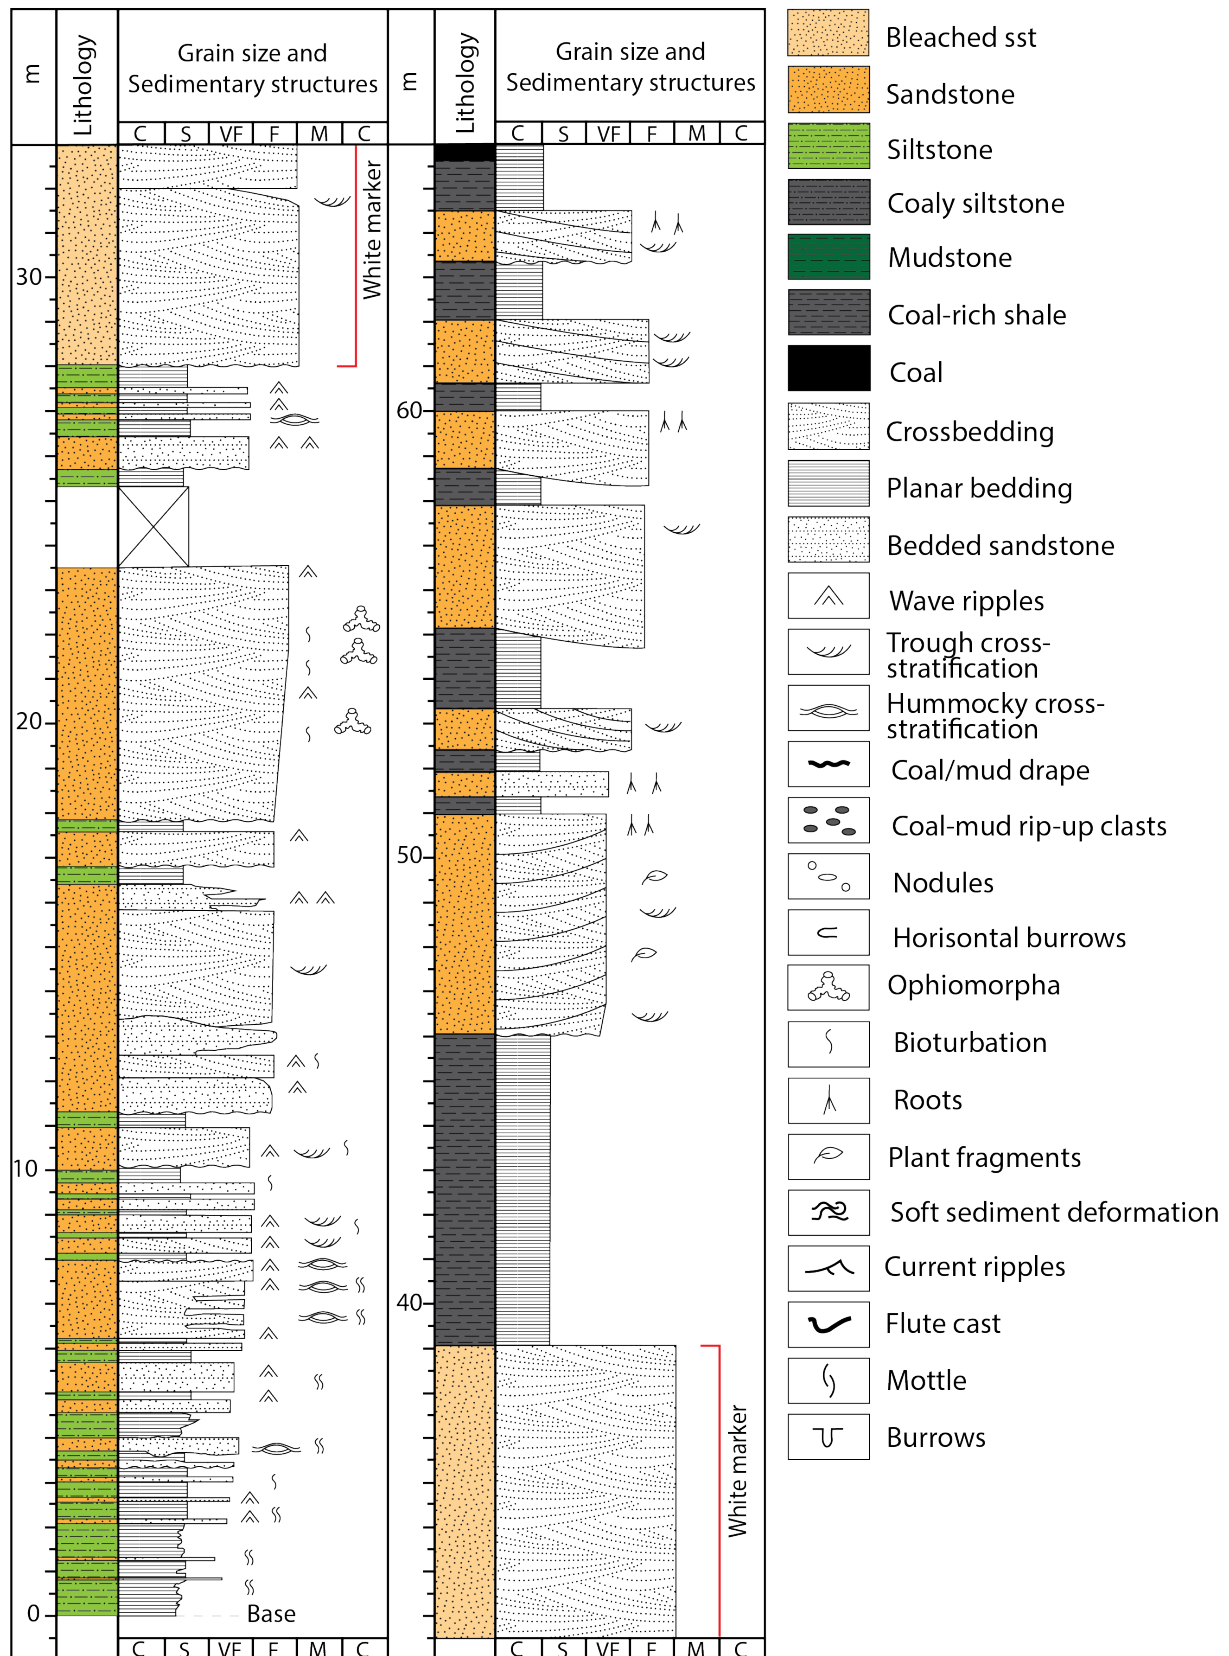 m
Lithology
Grain size and
Sedimentary structures
C S VF F M C
White marker
30
20
10
0
Base
C S VF F M C
m
Lithology
Grain size and
Sedimentary structures
C S VF F M C
60
50
40
White marker
C S VF F M C
Bleached sst
Sandstone
Siltstone
Coaly siltstone
Mudstone
Coal-rich shale
Coal
Crossbedding
Planar bedding
Bedded sandstone
Wave ripples
Trough cross-
stratification
Hummocky cross-
stratification
Coal/mud drape
Coal-mud rip-up clasts
Nodules
Horisontal burrows
Ophiomorpha
Bioturbation
Roots
Plant fragments
Soft sediment deformation
Current ripples
Flute cast
Mottle
Burrows